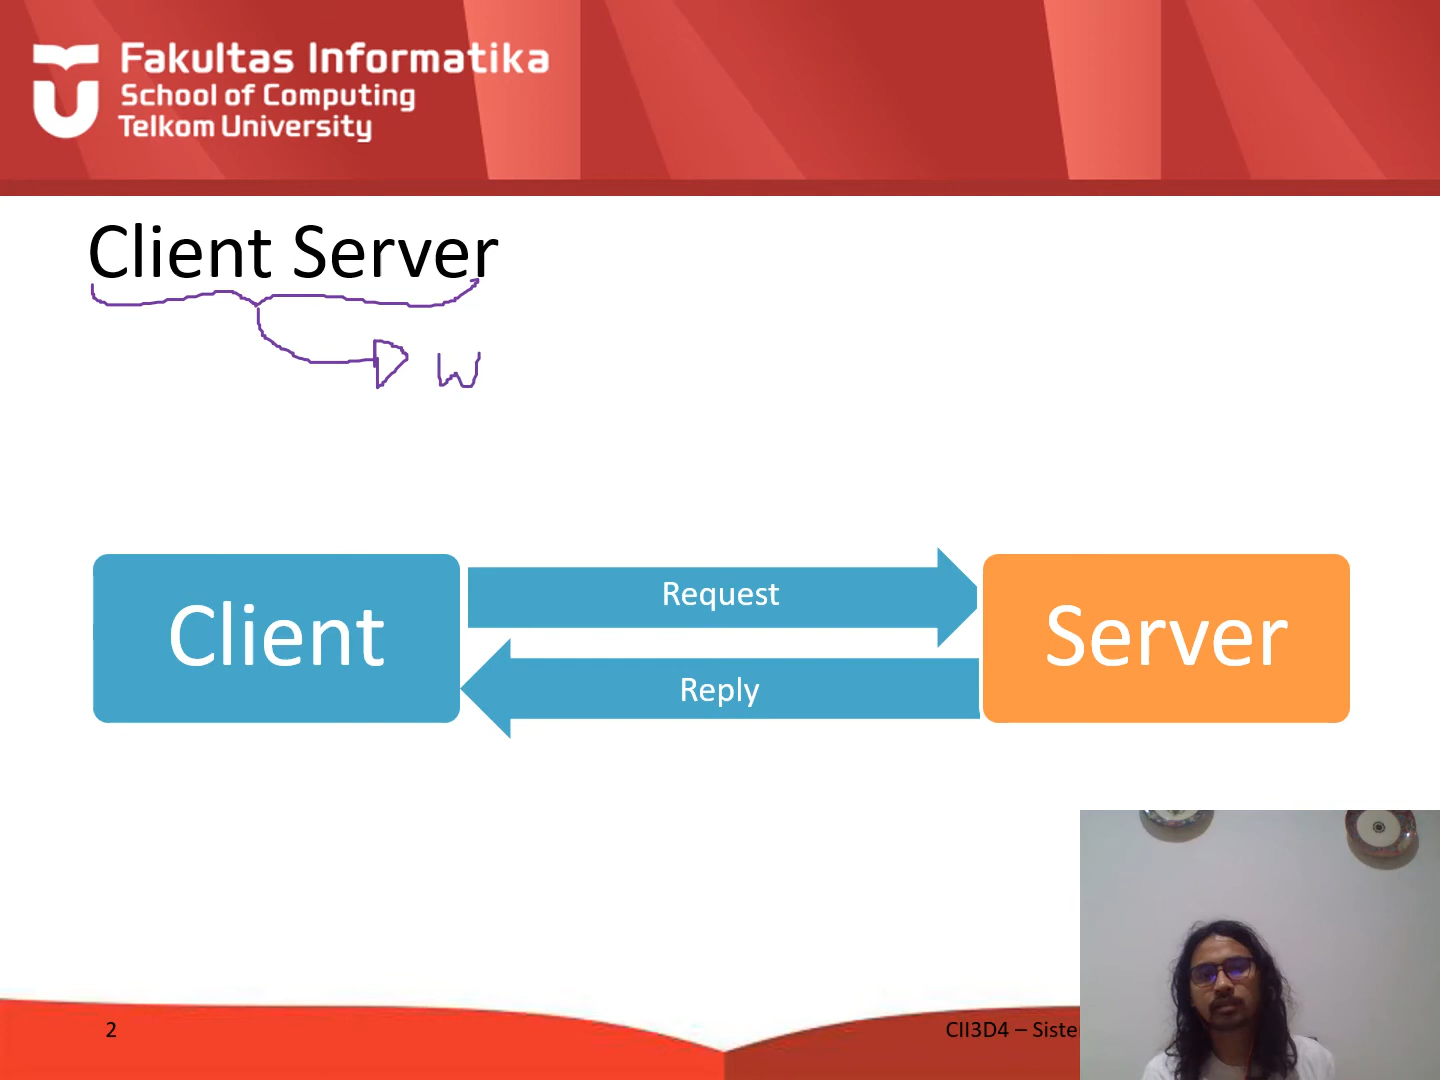 Fakultas Informatika
School of Computing
Telkom University
Client Server
W
Client
Request
Reply
Server
2
CII3D4 – Siste